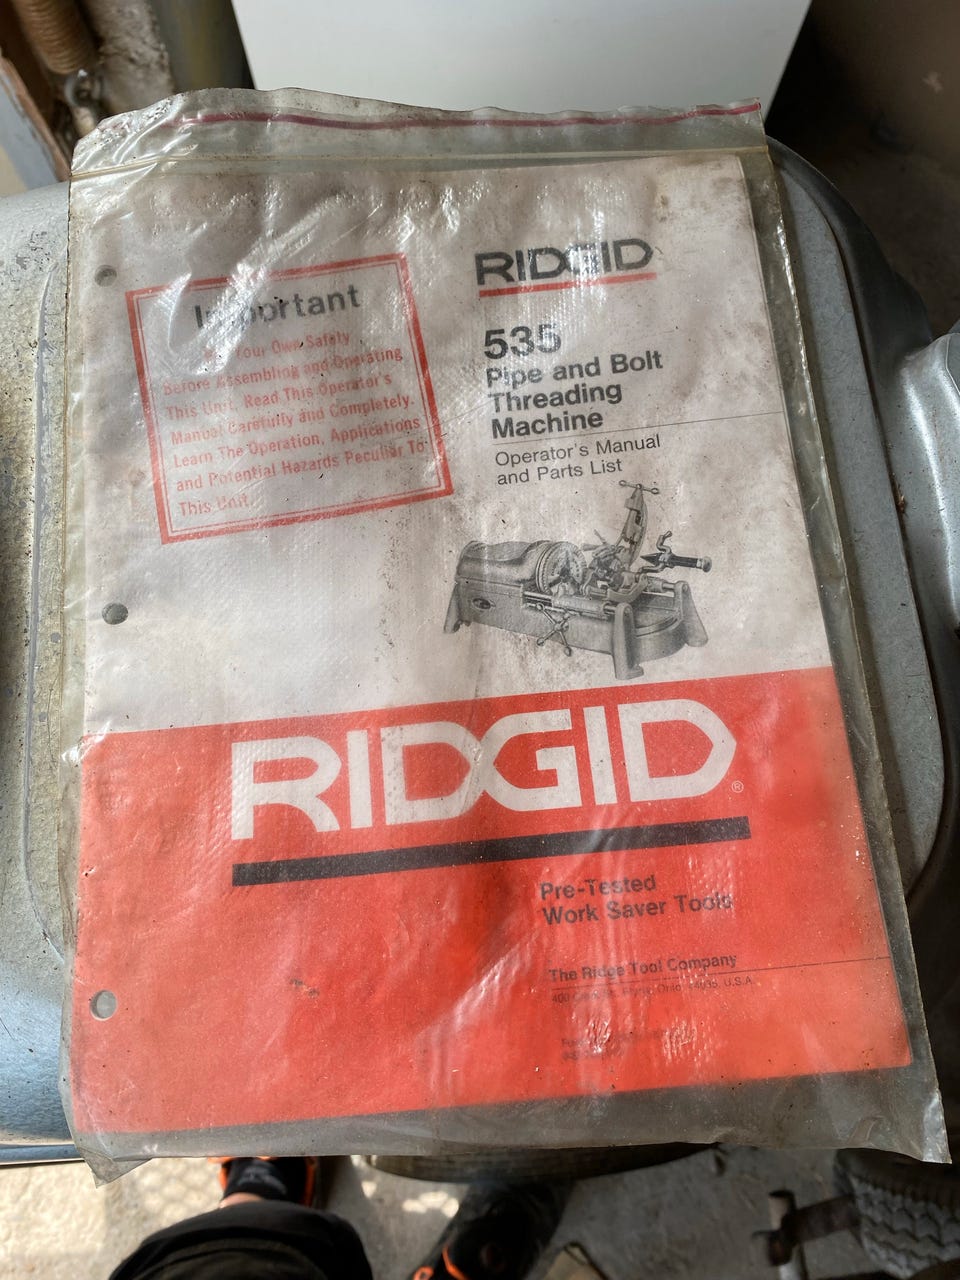 Important
Your Own Safety
Before Assembling and Operating
This Unit, Read This Operator's
Manual Carefully and Completely.
Learn The Operation, Applications
and Potential Hazards Peculiar To
This Unit.
RIDGID
535
Pipe and Bolt
Threading
Machine
Operator's Manual
and Parts List
RIDGID®
Pre-Tested
Work Saver Tools
The Ridge Tool Company
400 Ohio, U.S.A.